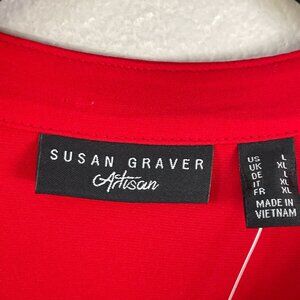 SUSAN GRAVER
Artisan
US L
UK XL
DE L
IT XL
FR XL
MADE IN
VIETNAM